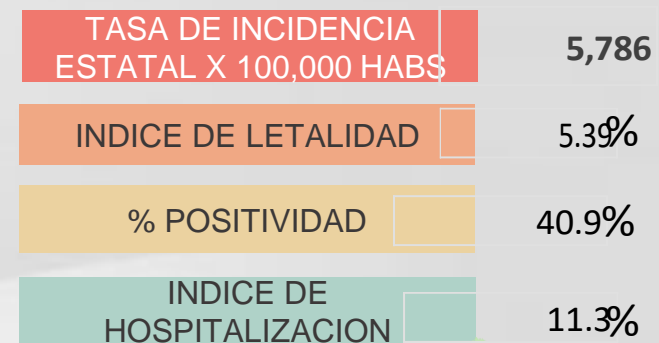 TASA DE INCIDENCIA
ESTATAL X 100,000 HABS
5,786
INDICE DE LETALIDAD
5.39%
% POSITIVIDAD
40.9%
INDICE DE
HOSPITALIZACION
11.3%